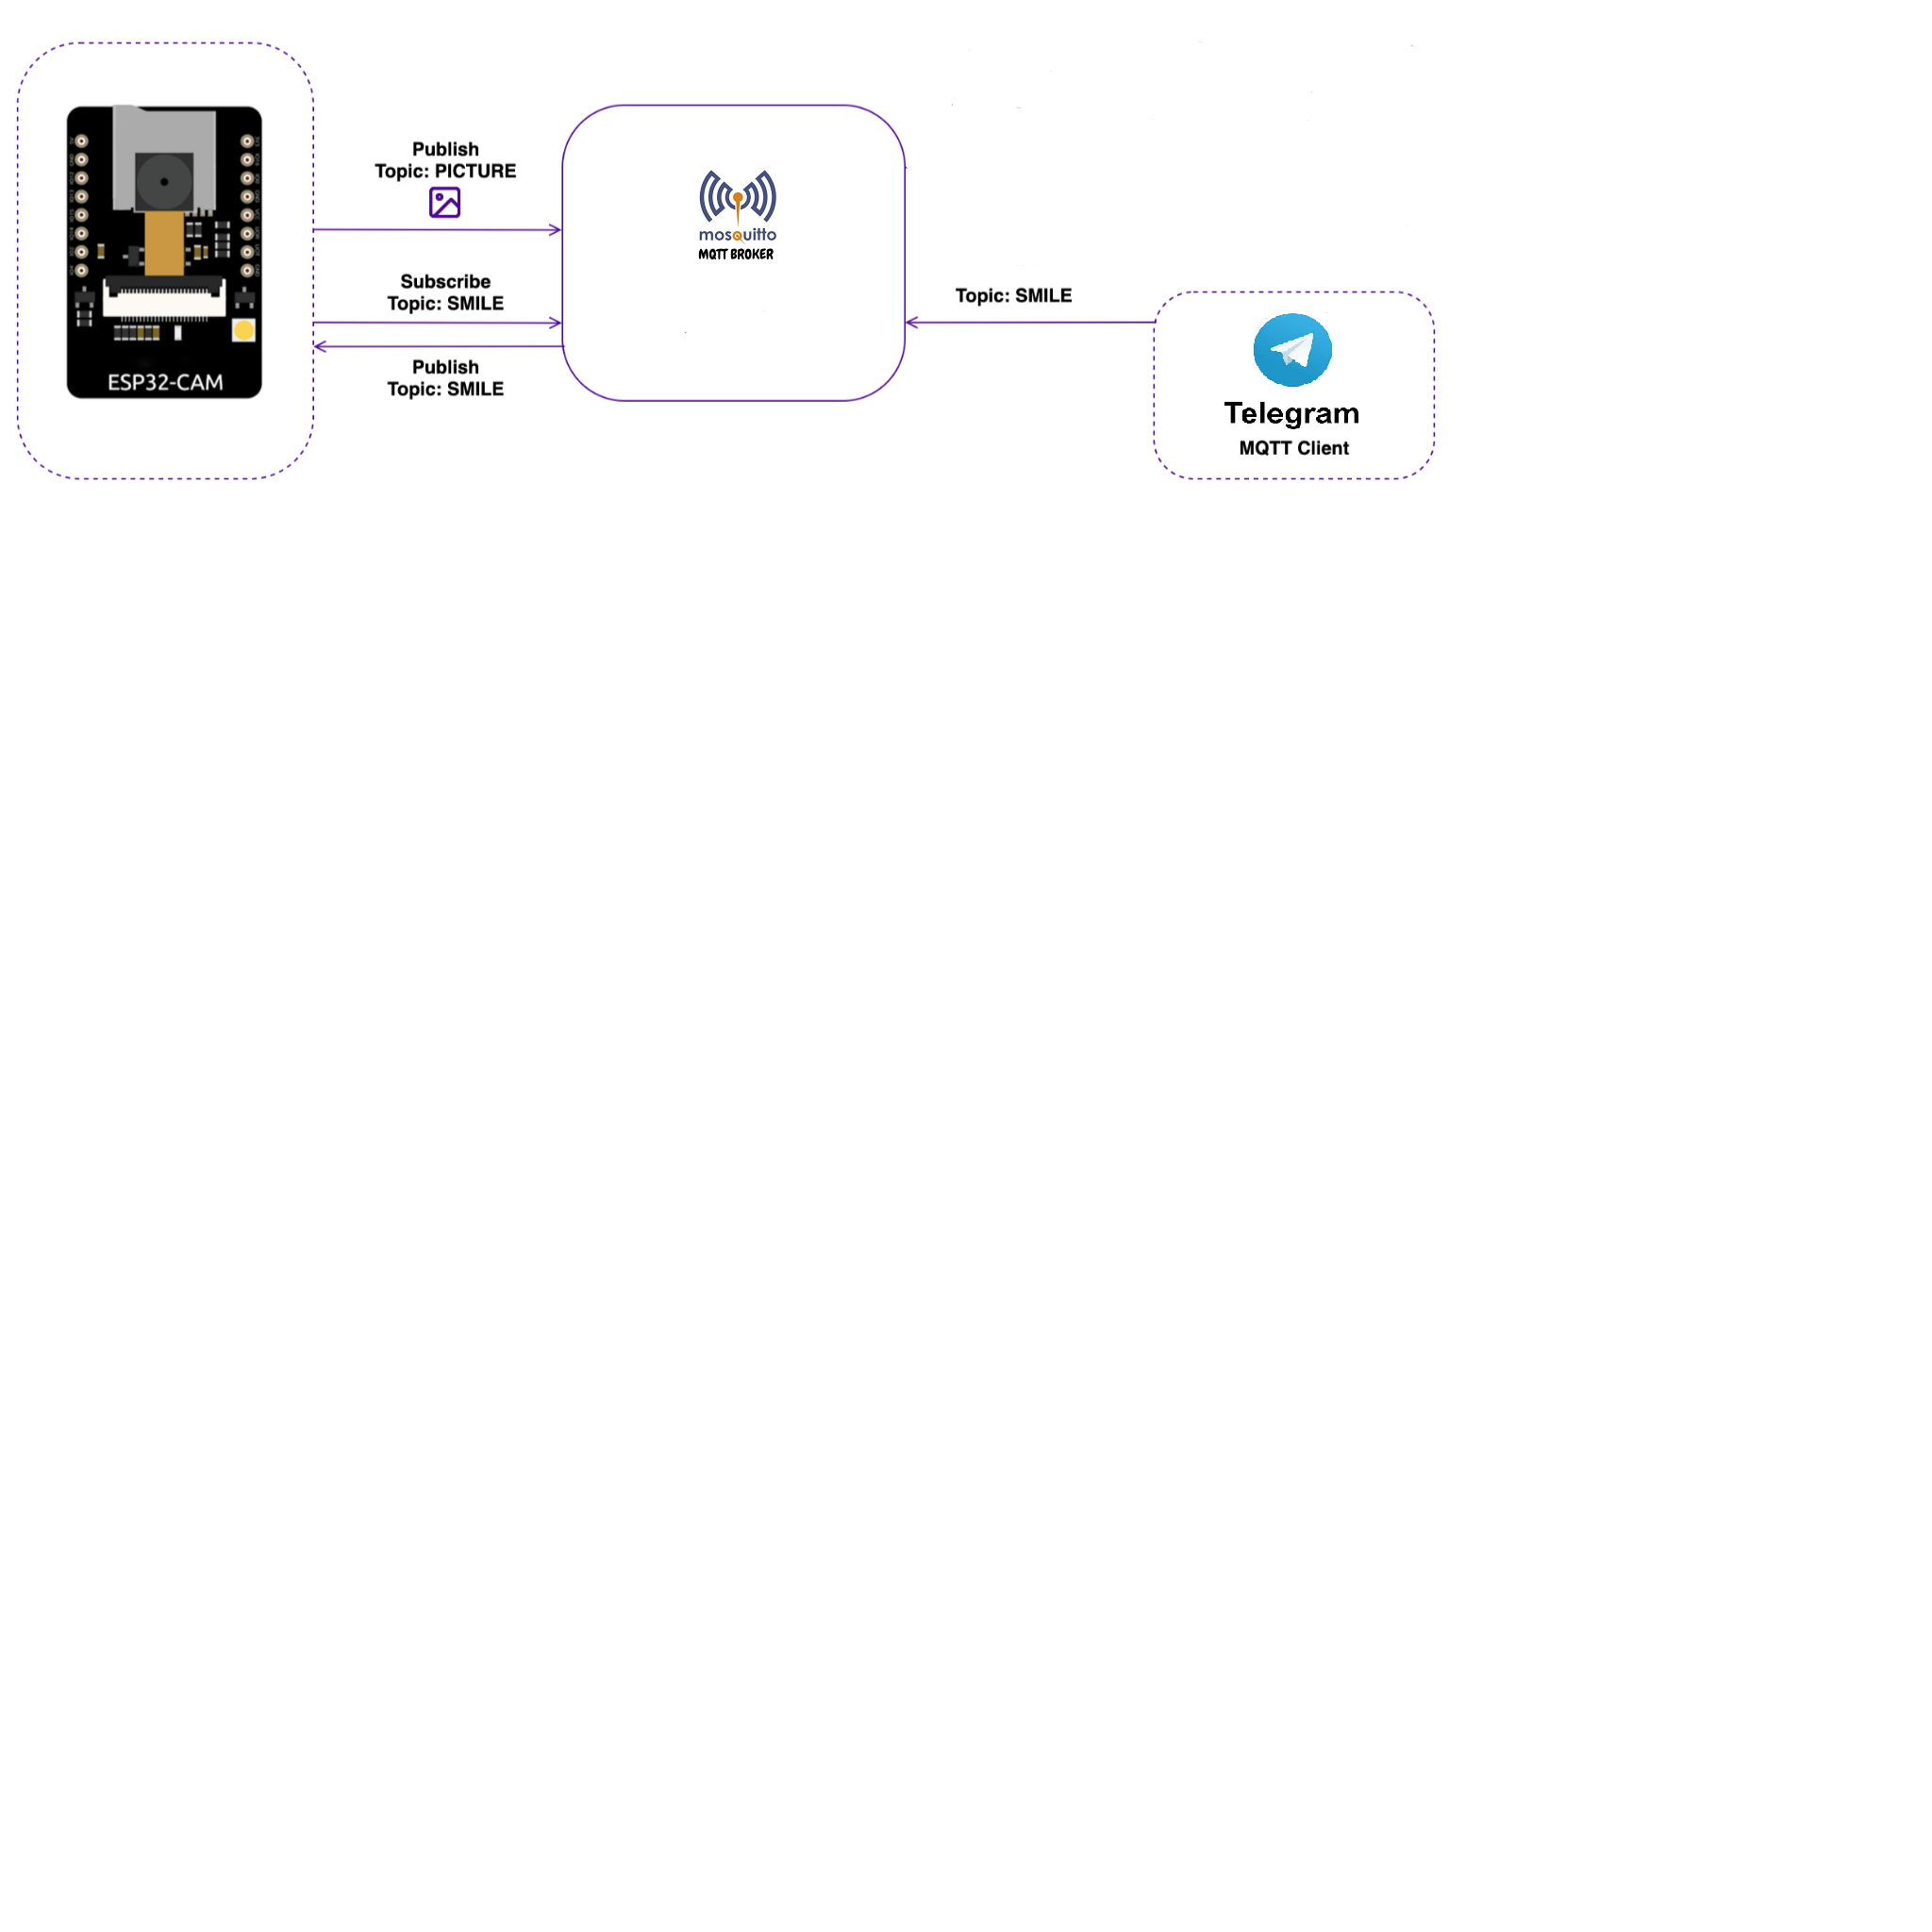 Publish
Topic: PICTURE
Subscribe
Topic: SMILE
Publish
Topic: SMILE
ESP32-CAM
mosquitto
MQTT BROKER
Topic: SMILE
Telegram
MQTT Client